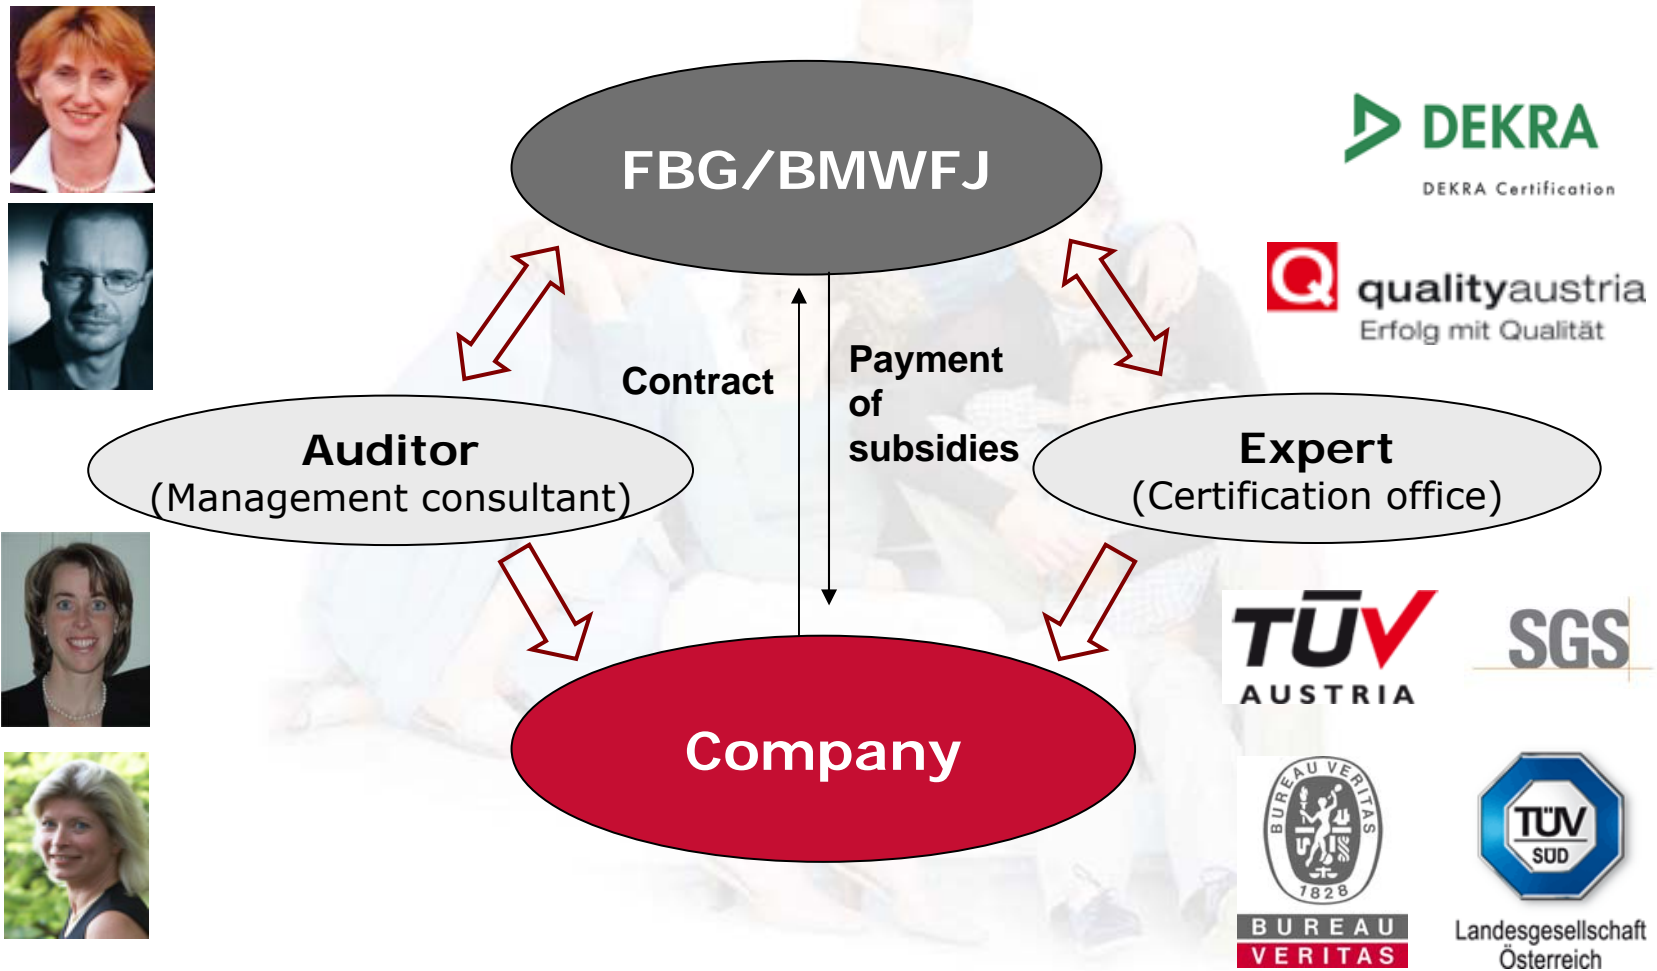 FBG/BMWFJ
DEKRA
DEKRA Certification
Q
qualityaustria
Erfolg mit Qualität
Contract
Payment
of
subsidies
Auditor
(Management consultant)
Expert
(Certification office)
TÜV
AUSTRIA
SGS
Company
BUREAU VERITAS
1828
BUREAU
VERITAS
TÜV
SÜD
Landesgesellschaft
Österreich